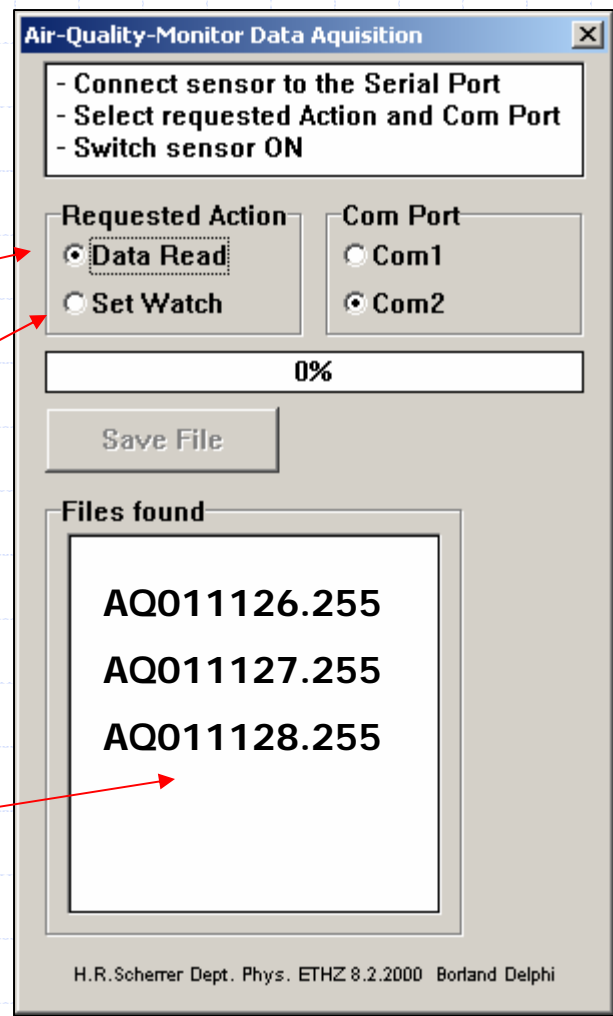 Air-Quality-Monitor Data Aquisition
- Connect sensor to the Serial Port
- Select requested Action and Com Port
- Switch sensor ON
Requested Action
Data Read
Set Watch
Com Port
Com1
Com2
0%
Save File
Files found
AQ011126.255
AQ011127.255
AQ011128.255
H.R.Scherrer Dept. Phys. ETHZ 8.2.2000 Borland Delphi